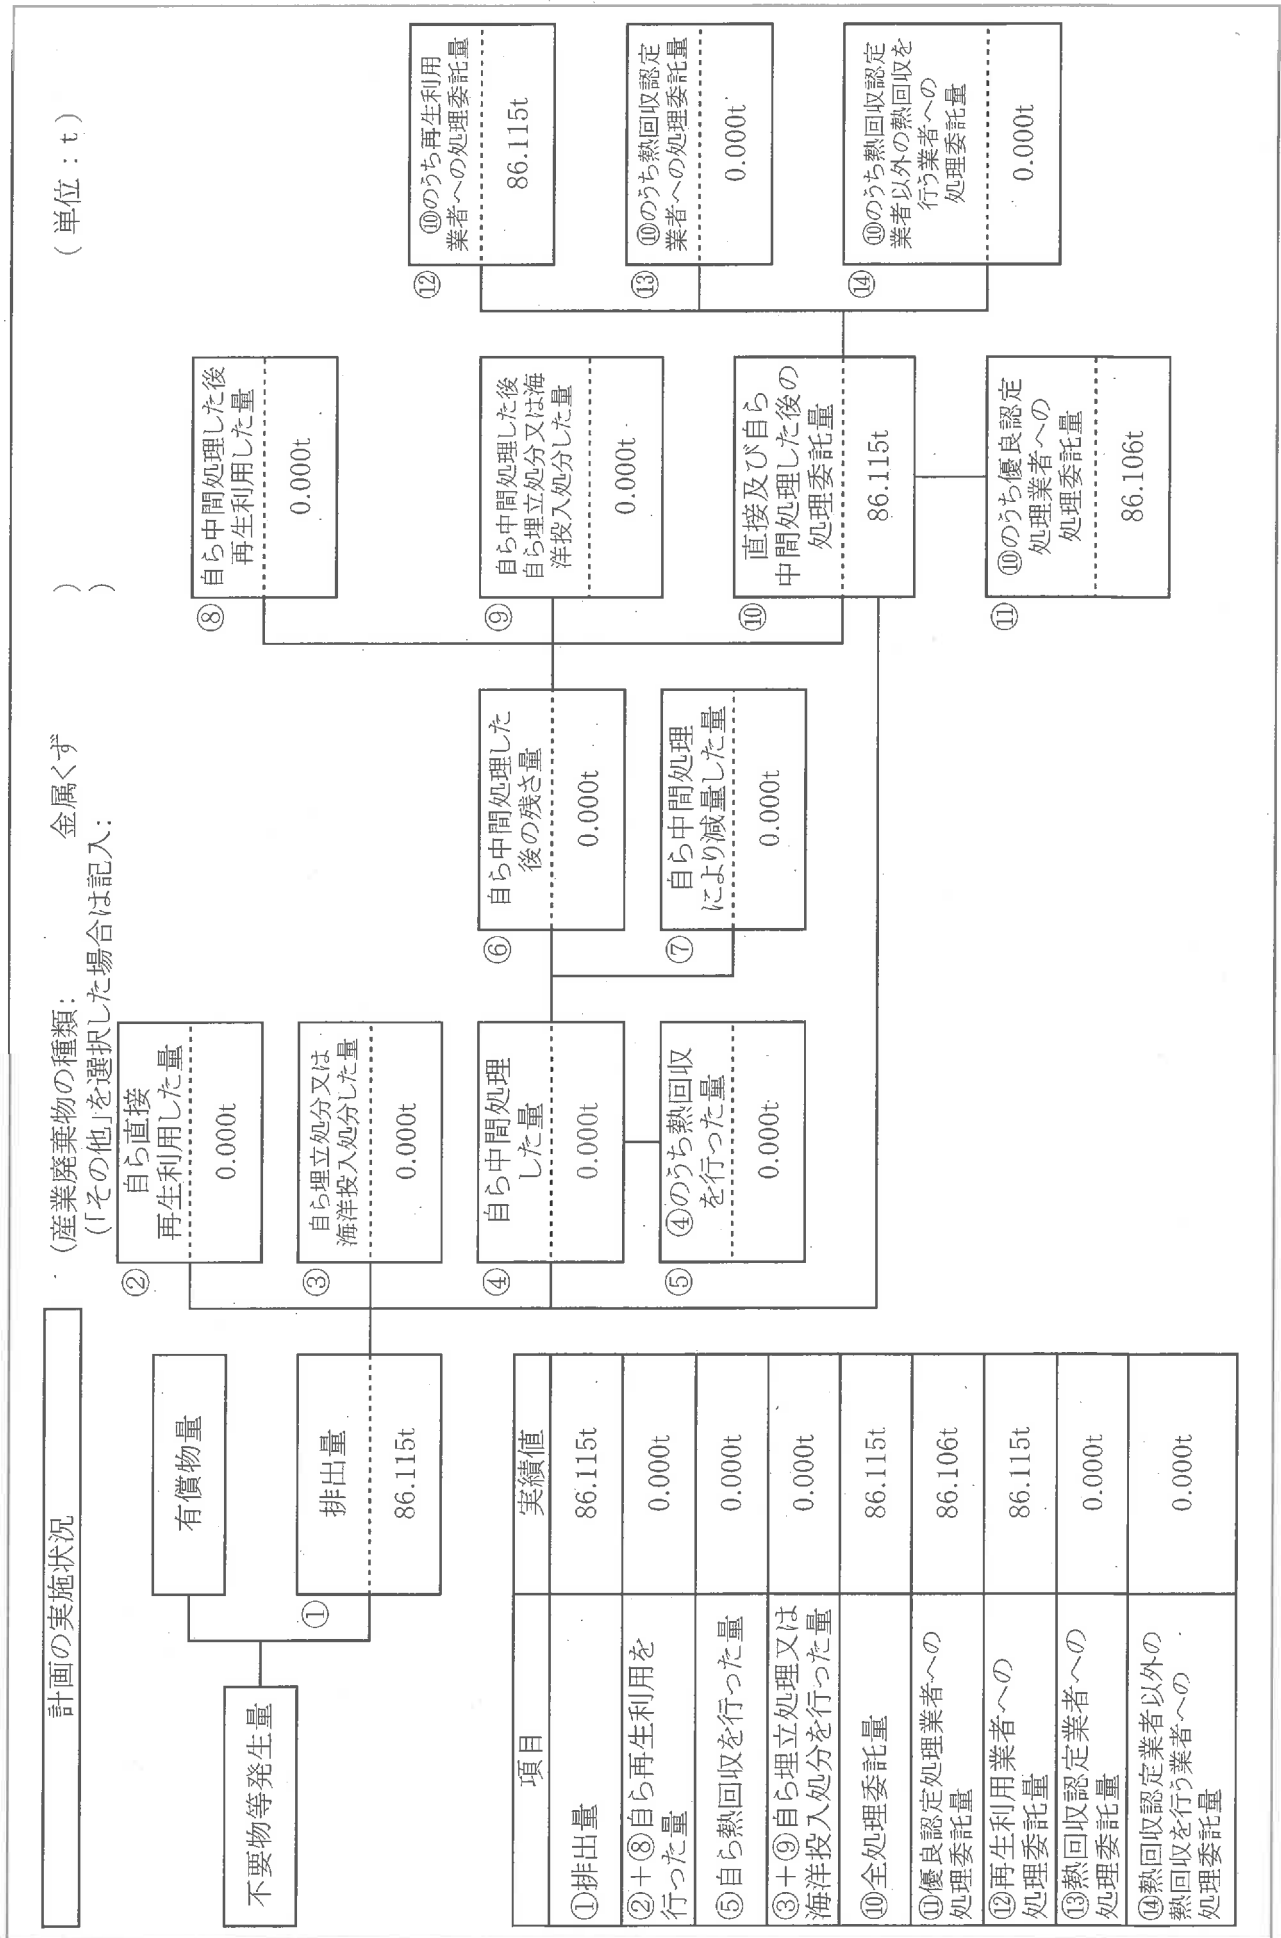 計画の実施状況
(産業廃棄物の種類: 金属くず )
(「その他」を選択した場合は記入: )
(単位:t)
不要物等発生量
有償物量
①
排出量
86.115t
②
自ら直接
再生利用した量
0.000t
③
自ら埋立処分又は
海洋投入処分した量
0.000t
④
自ら中間処理
した量
0.000t
⑤
④のうち熱回収
を行った量
0.000t
⑥
自ら中間処理した
後の残さ量
0.000t
⑦
自ら中間処理
により減量した量
0.000t
⑧
自ら中間処理した後
再生利用した量
0.000t
⑨
自ら中間処理した後
自ら埋立処分又は海
洋投入処分した量
0.000t
⑩
直接及び自ら
中間処理した後の
処理委託量
86.115t
⑪
⑩のうち優良認定
処理業者への
処理委託量
86.106t
⑫
⑩のうち再生利用
業者への処理委託量
86.115t
⑬
⑩のうち熱回収認定
業者への処理委託量
0.000t
⑭
⑩のうち熱回収認定
業者以外の熱回収を
行う業者への
処理委託量
0.000t
項目 実績値
①排出量 86.115t
②+⑧自ら再生利用を
行った量 0.000t
⑤自ら熱回収を行った量 0.000t
③+⑨自ら埋立処理又は
海洋投入処分を行った量 0.000t
⑩全処理委託量 86.115t
⑪優良認定処理業者への
処理委託量 86.106t
⑫再生利用業者への
処理委託量 86.115t
⑬熱回収認定業者への
処理委託量 0.000t
⑭熱回収認定業者以外の
熱回収を行う業者への
処理委託量 0.000t